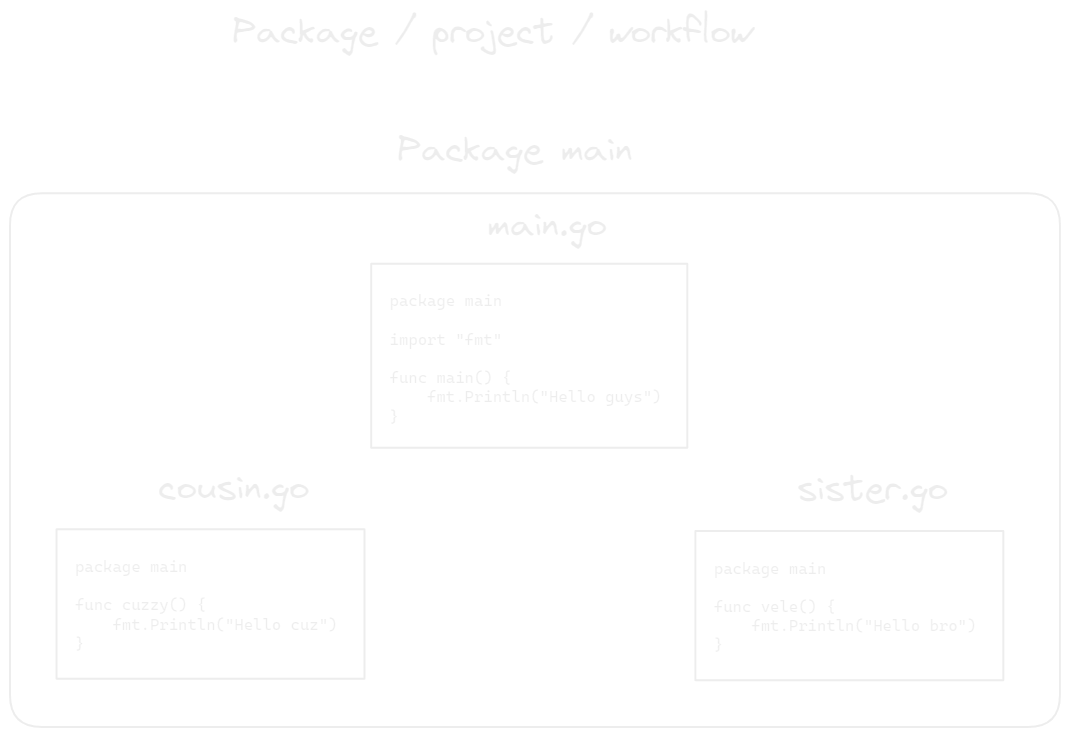 Package / project / workflow
Package main
main.go
package main
import "fmt"
func main() {
    fmt.Println("Hello guys")
}
cousin.go
package main
func cuzzy() {
    fmt.Println("Hello cuz")
}
sister.go
package main
func vele() {
    fmt.Println("Hello bro")
}